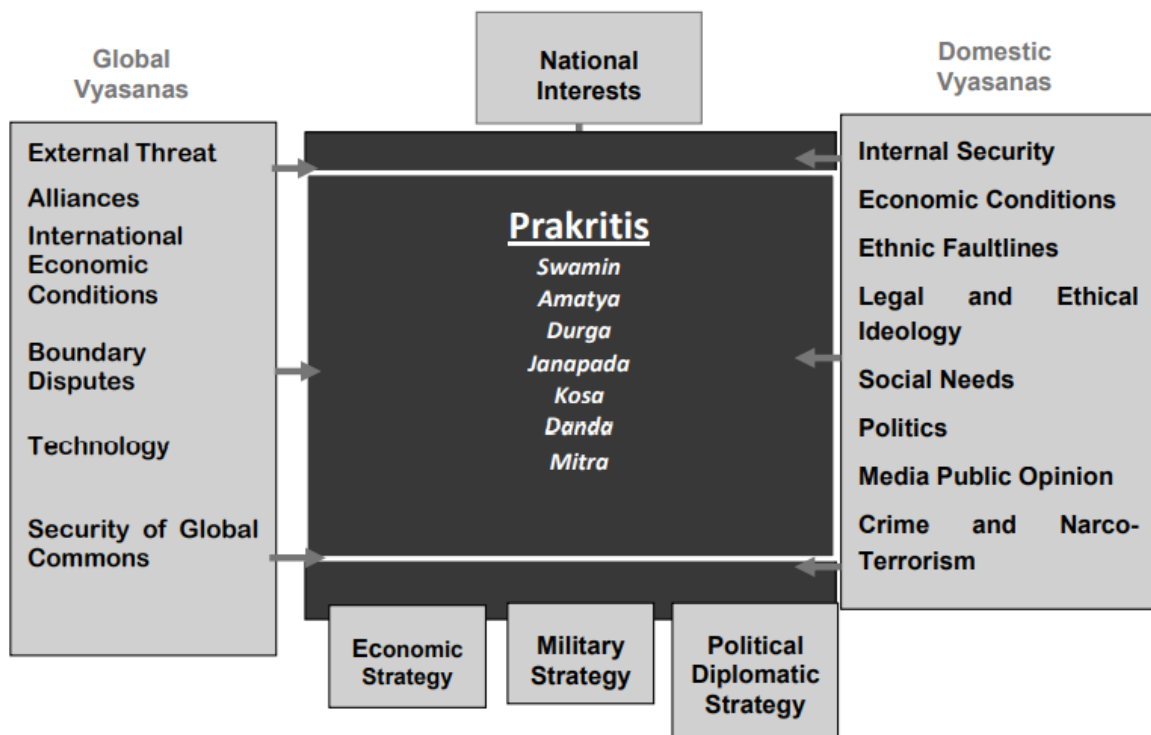 Global
Vyasanas
External Threat
Alliances
International
Economic
Conditions
Boundary
Disputes
Technology
Security of Global
Commons
National
Interests
Prakritis
Swamin
Amatya
Durga
Janapada
Kosa
Danda
Mitra
Economic
Strategy
Military
Strategy
Political
Diplomatic
Strategy
Domestic
Vyasanas
Internal Security
Economic Conditions
Ethnic Faultlines
Legal and Ethical
Ideology
Social Needs
Politics
Media Public Opinion
Crime and Narco-
Terrorism